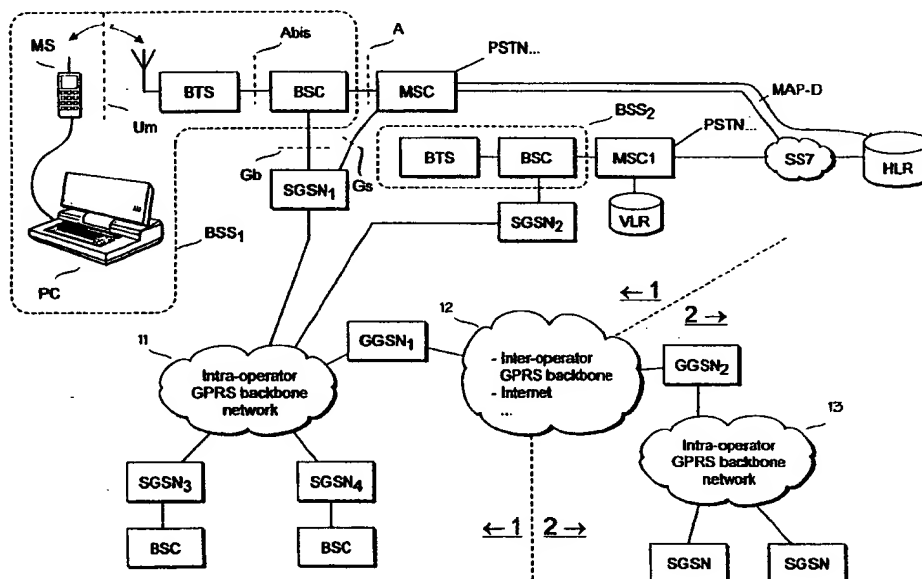 MS
Abis
A
PSTN...
BTS
BSC
MSC
MAP-D
Um
BSS2
PSTN...
Gb
Gs
BTS
BSC
MSC1
SS7
HLR
SGSN1
SGSN2
VLR
BSS1
PC
← 1
2 →
11
12
GGSN1
- Inter-operator
GPRS backbone
- Internet
...
GGSN2
Intra-operator
GPRS backbone
network
13
Intra-operator
GPRS backbone
network
SGSN3
SGSN4
BSC
BSC
← 1
2 →
SGSN
SGSN